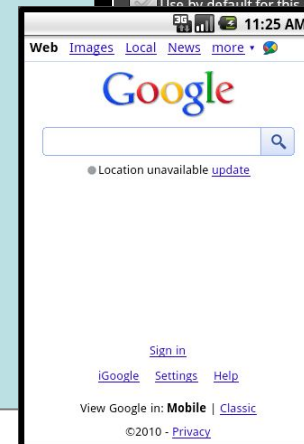 Use by default for this
3G 11:25 AM
Web Images Local News more
Google
Location unavailable update
Sign in
iGoogle Settings Help
View Google in: Mobile | Classic
©2010 - Privacy